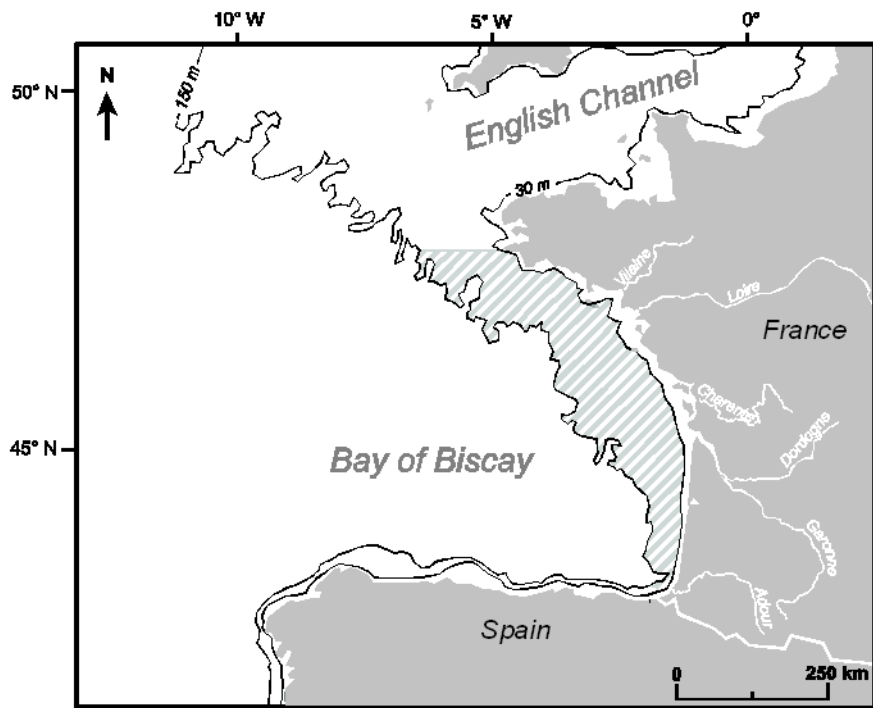 10° W
5° W
0°
N
150 m
50° N
English Channel
30 m
Vilaine
Loire
France
Charente
Dordogne
45° N
Bay of Biscay
Garonne
Adour
Spain
0
250 km